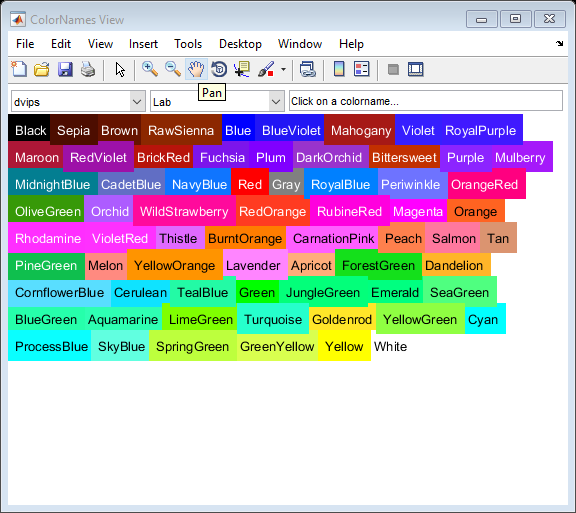 ColorNames View
File Edit View Insert Tools Desktop Window Help
Pan
dvips Lab Click on a colorname...
Black Sepia Brown RawSienna Blue BlueViolet Mahogany Violet RoyalPurple
Maroon RedViolet BrickRed Fuchsia Plum DarkOrchid Bittersweet Purple Mulberry
MidnightBlue CadetBlue NavyBlue Red Gray RoyalBlue Periwinkle OrangeRed
OliveGreen Orchid WildStrawberry RedOrange RubineRed Magenta Orange
Rhodamine VioletRed Thistle BurntOrange CarnationPink Peach Salmon Tan
PineGreen Melon YellowOrange Lavender Apricot ForestGreen Dandelion
CornflowerBlue Cerulean TealBlue Green JungleGreen Emerald SeaGreen
BlueGreen Aquamarine LimeGreen Turquoise Goldenrod YellowGreen Cyan
ProcessBlue SkyBlue SpringGreen GreenYellow Yellow White